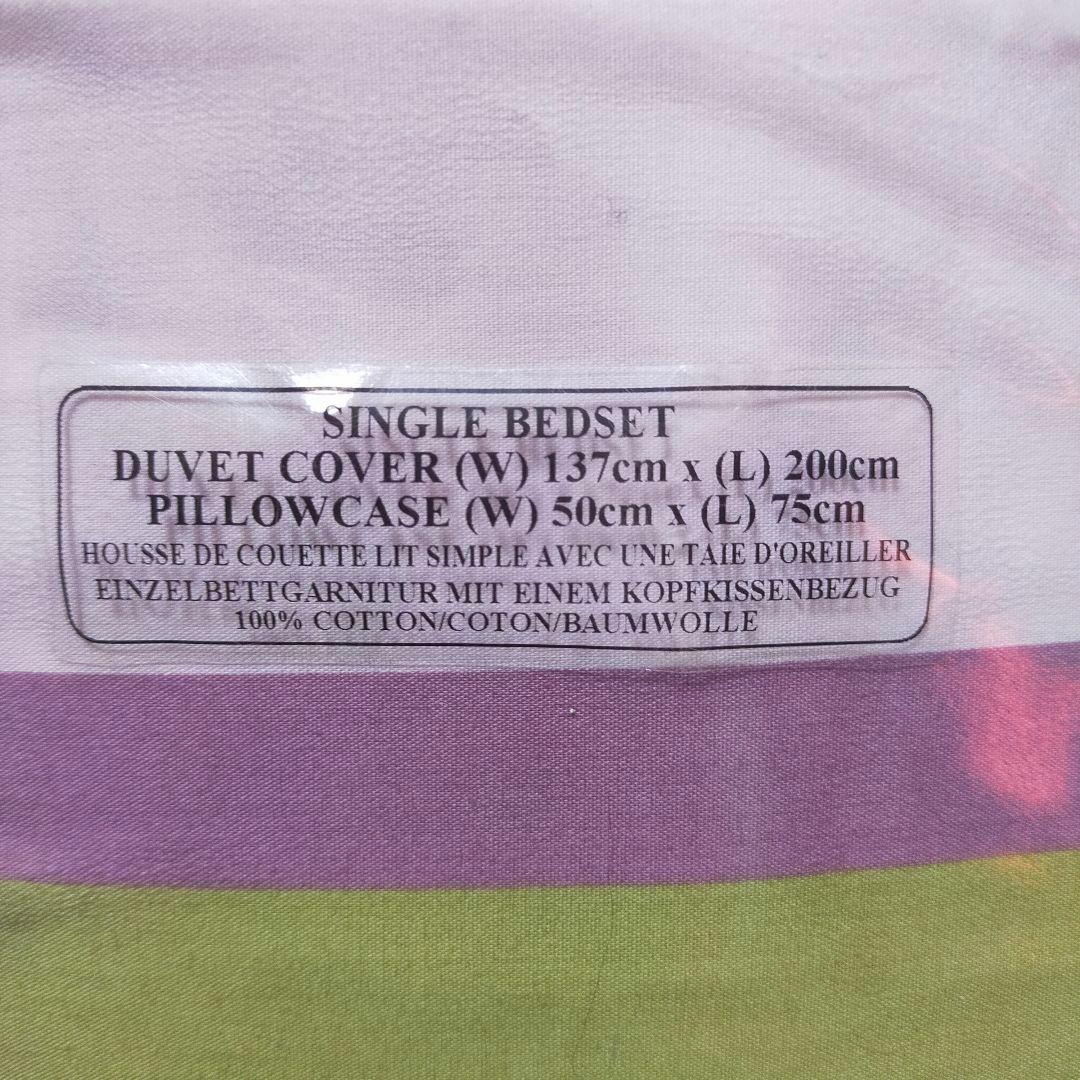 SINGLE BEDSET
DUVET COVER (W) 137cm x (L) 200cm
PILLOWCASE (W) 50cm x (L) 75cm
HOUSSE DE COUETTE LIT SIMPLE AVEC UNE TAIE D'OREILLER
EINZELBETTGARNITUR MIT EINEM KOPFKISSENBEZUG
100% COTTON/COTON/BAUMWOLLE